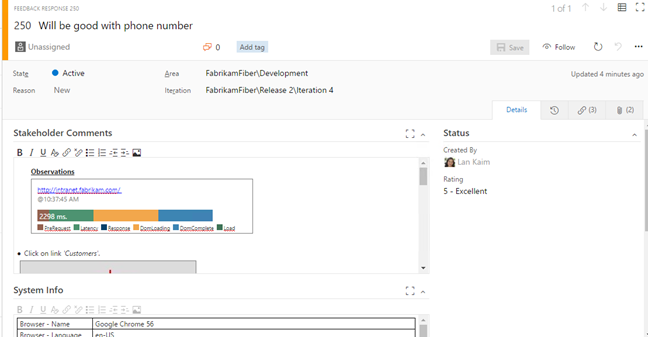 FEEDBACK RESPONSE 250
1 of 1
250 Will be good with phone number
Unassigned
0
Add tag
Save
Follow
State
Active
Area
FabrikamFiber\Development
Updated 4 minutes ago
Reason
New
Iteration
FabrikamFiber\Release 2\Iteration 4
Details
(3)
(2)
Stakeholder Comments
B I U
Observations
http://intranet.fabrikam.com/
@10:37:45 AM
2298 ms.
PreRequest Latency Response DomLoading DomComplete Load
Click on link 'Customers'.
System Info
B I U
Browser - Name Google Chrome 56
Browser - Language en-US
Status
Created By
Lan Kaim
Rating
5 - Excellent